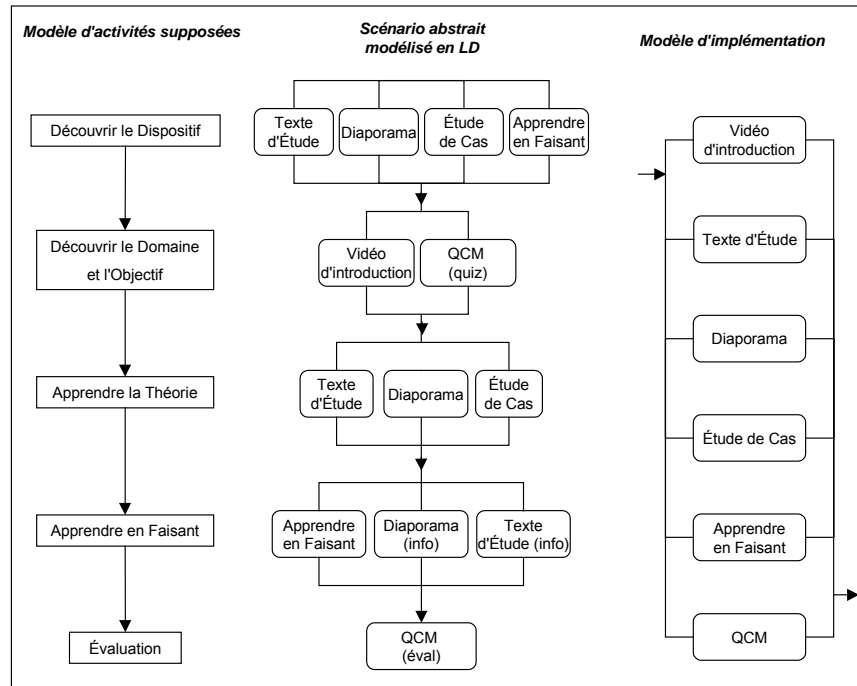 Modèle d'activités supposées
Scénario abstrait
modélisé en LD
Modèle d'implémentation
Découvrir le Dispositif
Découvrir le Domaine
et l'Objectif
Apprendre la Théorie
Apprendre en Faisant
Évaluation
Texte
d'Étude
Diaporama
Étude
de Cas
Apprendre
en Faisant
Vidéo
d'introduction
QCM
(quiz)
Texte
d'Étude
Diaporama
Étude
de Cas
Apprendre
en Faisant
Diaporama
(info)
Texte
d'Étude (info)
QCM
(éval)
Vidéo
d'introduction
Texte d'Étude
Diaporama
Étude de Cas
Apprendre
en Faisant
QCM